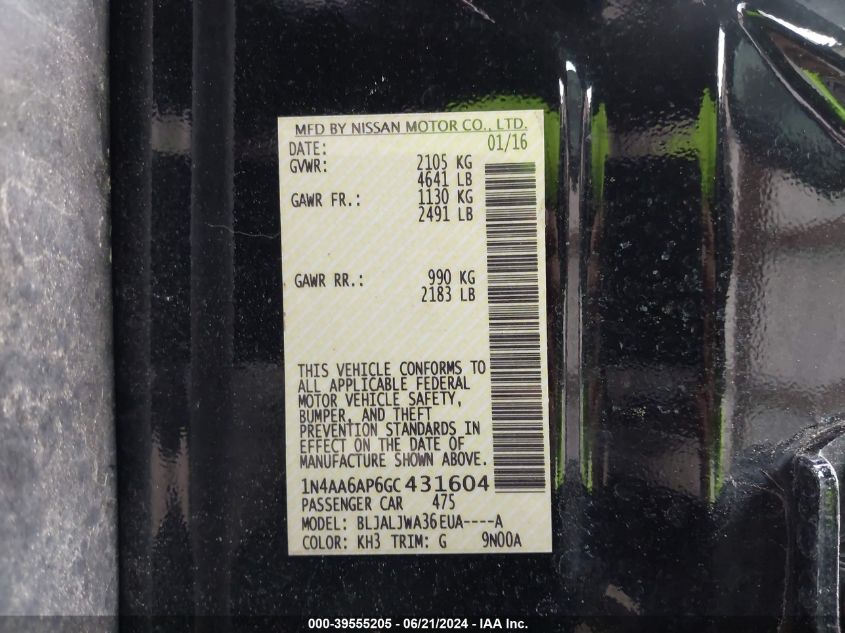 MFD BY NISSAN MOTOR CO., LTD.
DATE: 01/16
GVWR: 2105 KG
4641 LB
GAWR FR.: 1130 KG
2491 LB
GAWR RR.: 990 KG
2183 LB
THIS VEHICLE CONFORMS TO
ALL APPLICABLE FEDERAL
MOTOR VEHICLE SAFETY,
BUMPER, AND THEFT
PREVENTION STANDARDS IN
EFFECT ON THE DATE OF
MANUFACTURE SHOWN ABOVE.
1N4AA6AP6GC431604
PASSENGER CAR 475
MODEL: BLJALJWA36EUA----A
COLOR: KH3 TRIM: G 9N00A
000-39555205 - 06/21/2024 - IAA Inc.